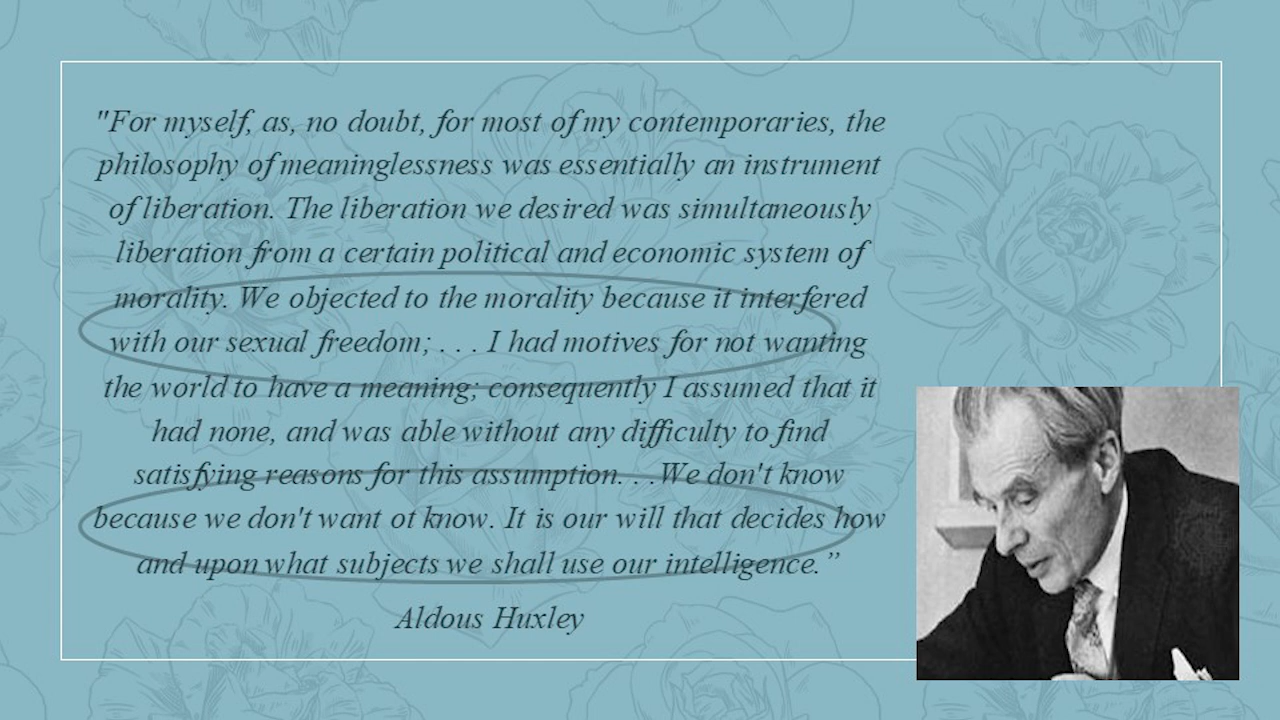 "For myself, as, no doubt, for most of my contemporaries, the
philosophy of meaninglessness was essentially an instrument
of liberation. The liberation we desired was simultaneously
liberation from a certain political and economic system of
morality. We objected to the morality because it interfered
with our sexual freedom; . . . I had motives for not wanting
the world to have a meaning; consequently I assumed that it
had none, and was able without any difficulty to find
satisfying reasons for this assumption. . .We don't know
because we don't want ot know. It is our will that decides how
and upon what subjects we shall use our intelligence.”
Aldous Huxley